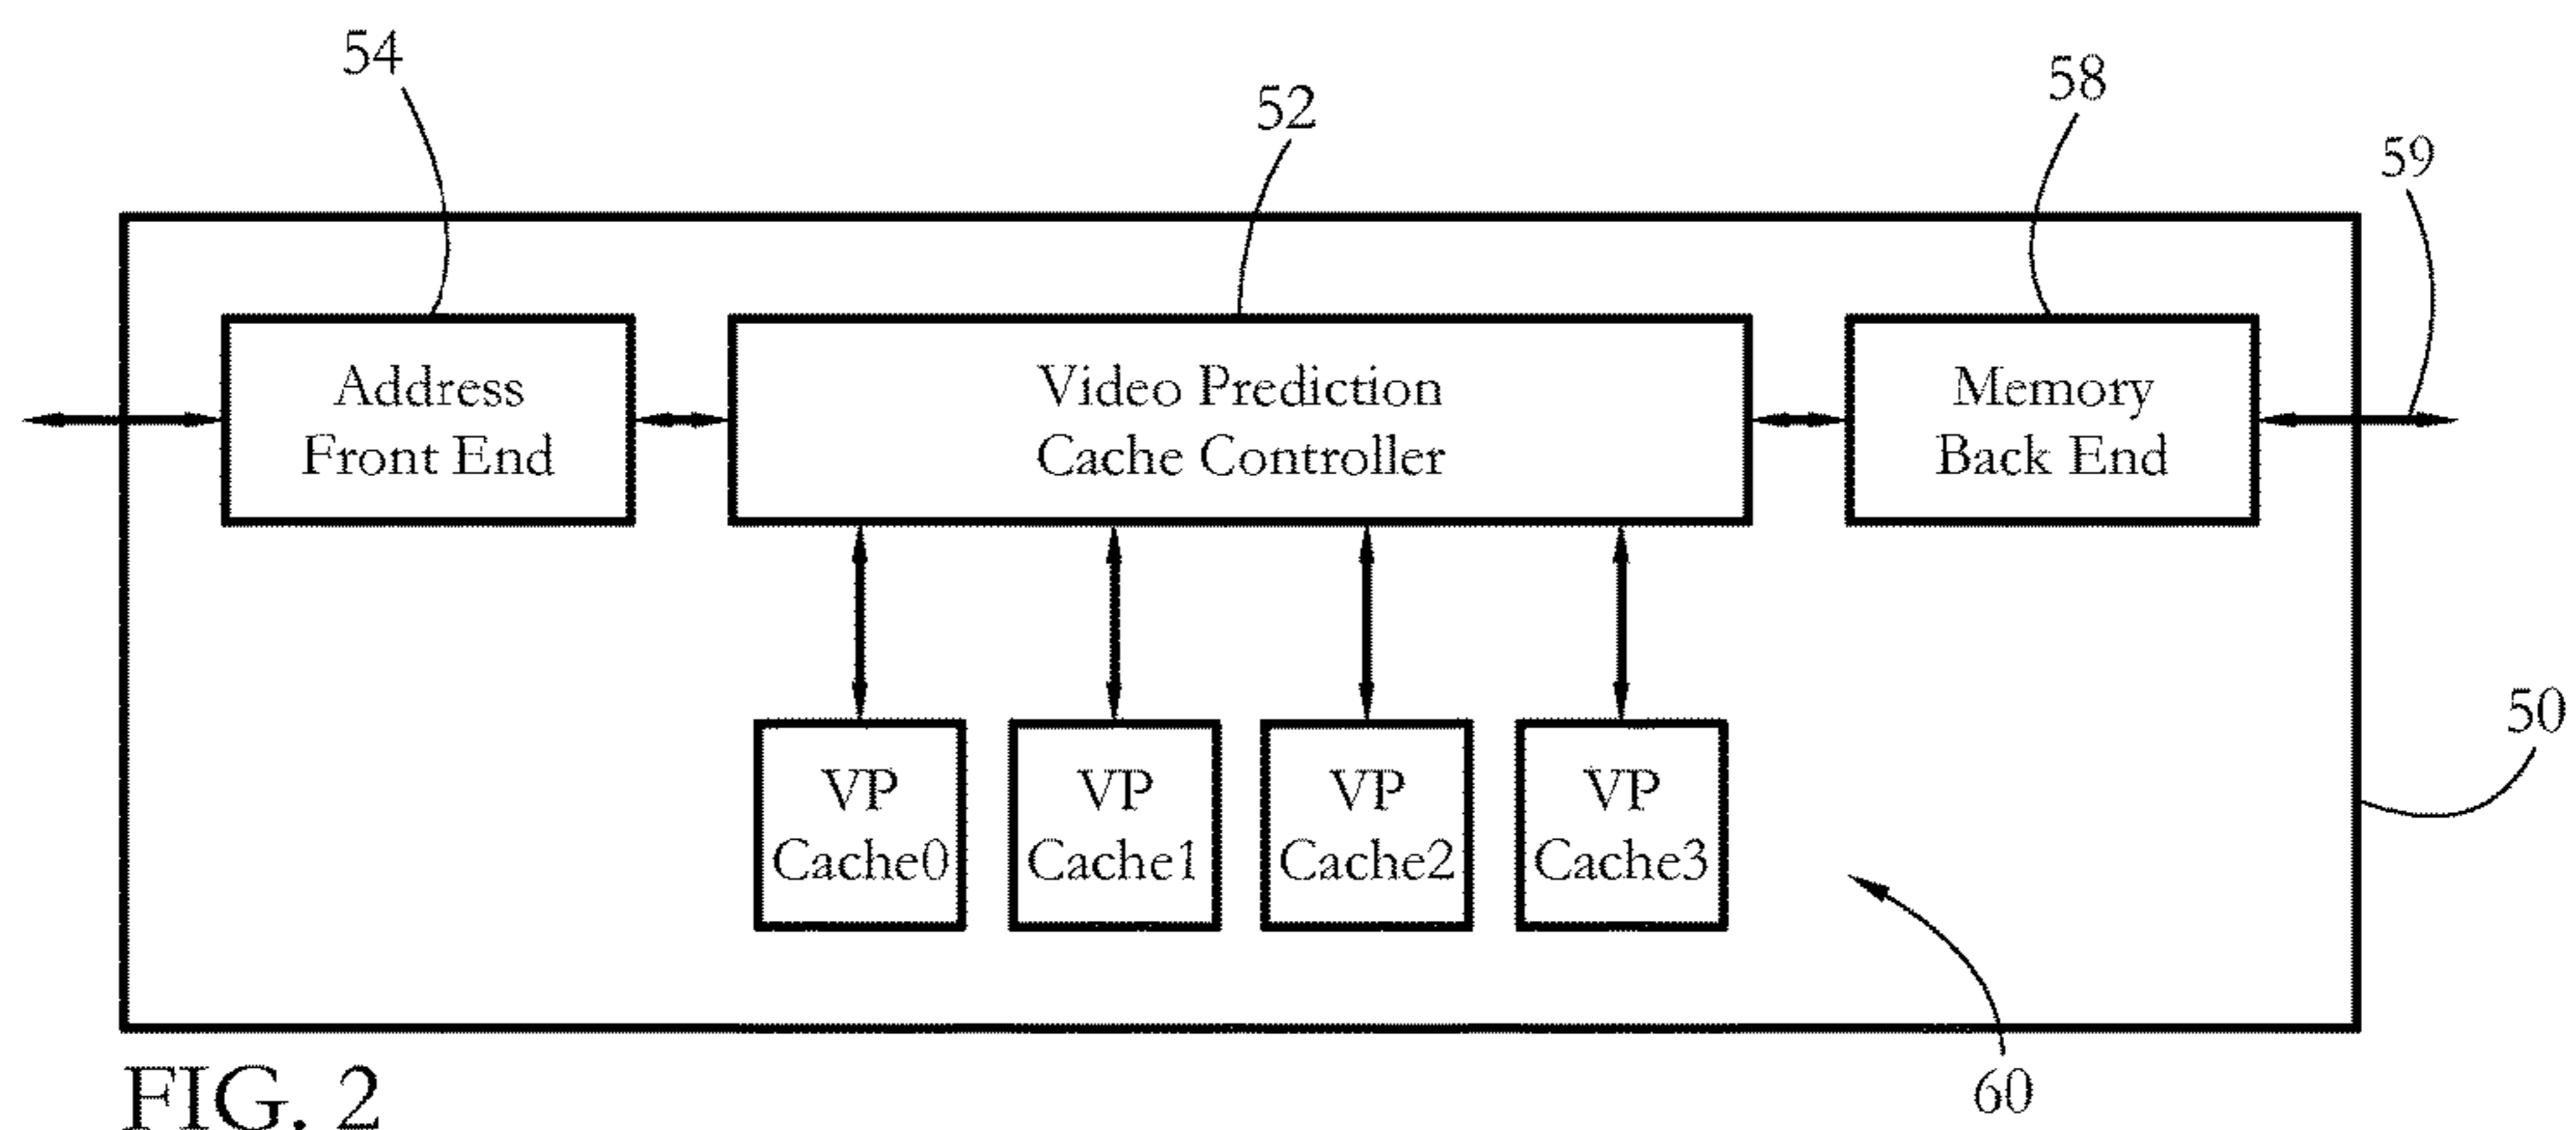 54
52
58
59
Address
Front End
Video Prediction
Cache Controller
Memory
Back End
50
VP
Cache0
VP
Cache1
VP
Cache2
VP
Cache3
60
FIG. 2